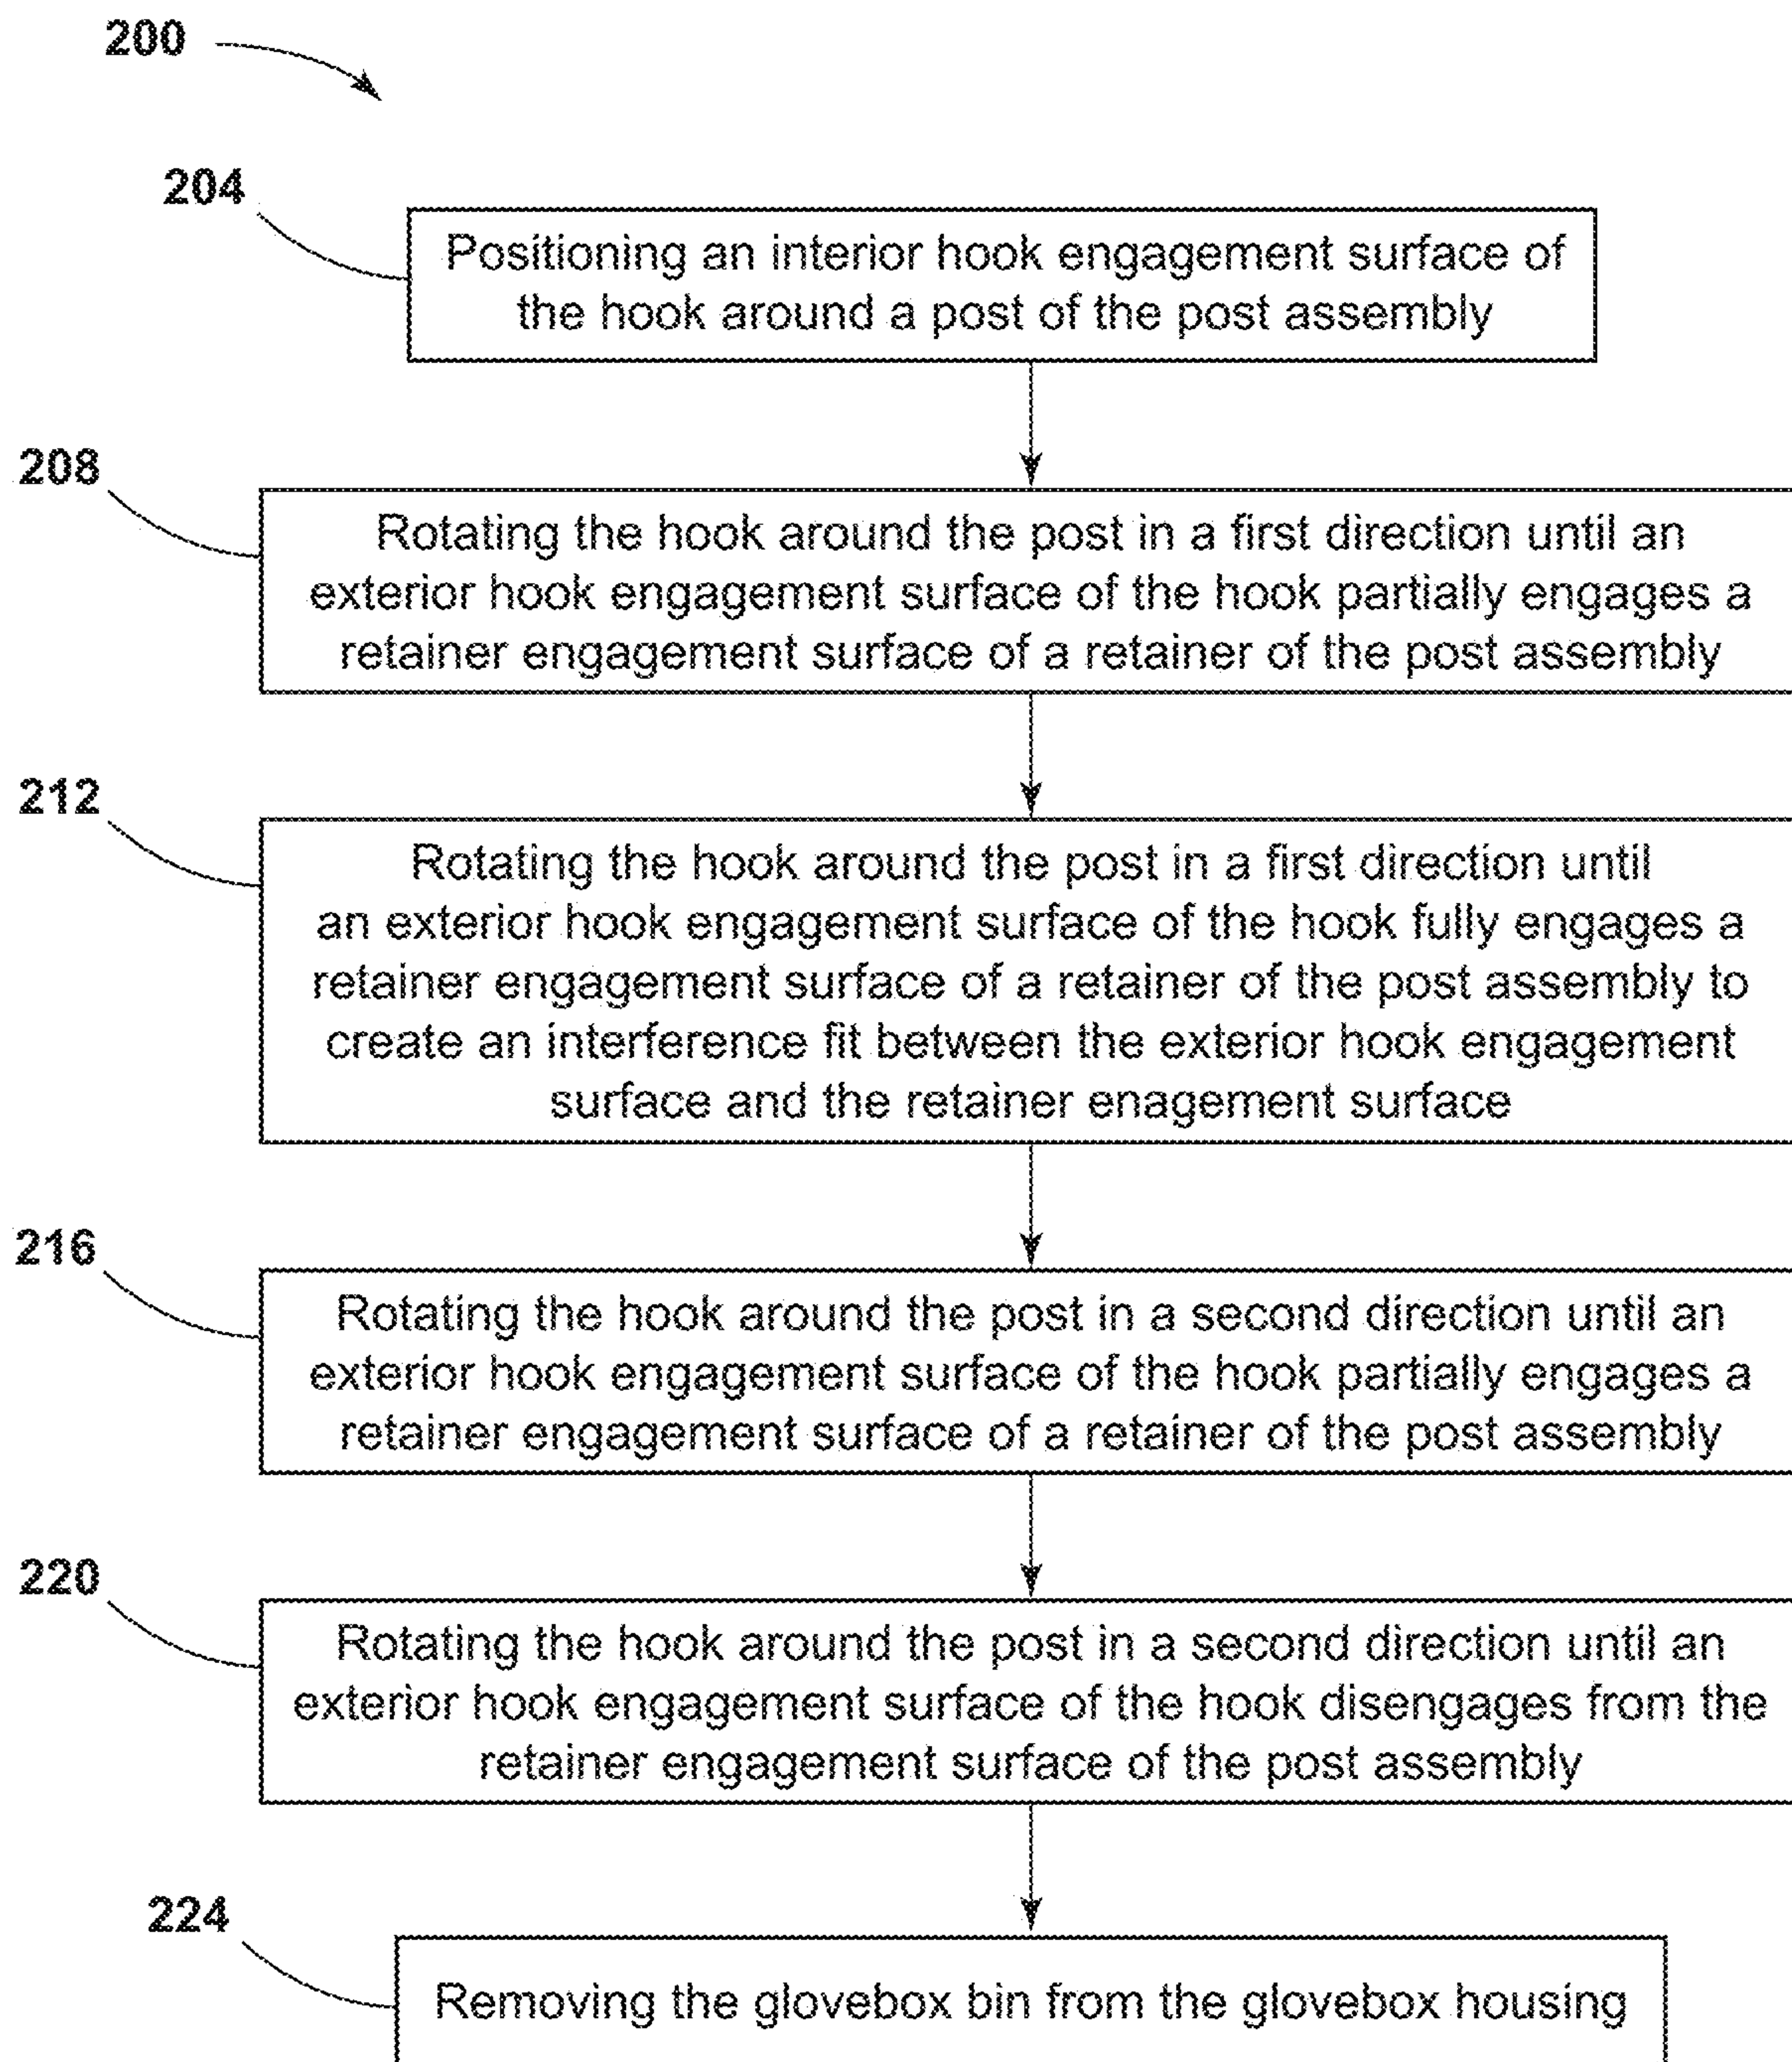 200
204
Positioning an interior hook engagement surface of
the hook around a post of the post assembly
208
Rotating the hook around the post in a first direction until an
exterior hook engagement surface of the hook partially engages a
retainer engagement surface of a retainer of the post assembly
212
Rotating the hook around the post in a first direction until
an exterior hook engagement surface of the hook fully engages a
retainer engagement surface of a retainer of the post assembly to
create an interference fit between the exterior hook engagement
surface and the retainer enagement surface
216
Rotating the hook around the post in a second direction until an
exterior hook engagement surface of the hook partially engages a
retainer engagement surface of a retainer of the post assembly
220
Rotating the hook around the post in a second direction until an
exterior hook engagement surface of the hook disengages from the
retainer engagement surface of the post assembly
224
Removing the glovebox bin from the glovebox housing